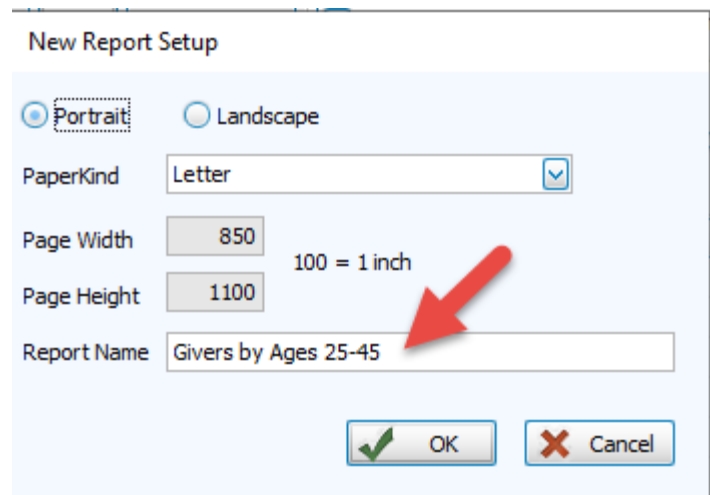 New Report Setup
Portrait Landscape
PaperKind Letter
Page Width 850
100 = 1 inch
Page Height 1100
Report Name Givers by Ages 25-45
OK Cancel